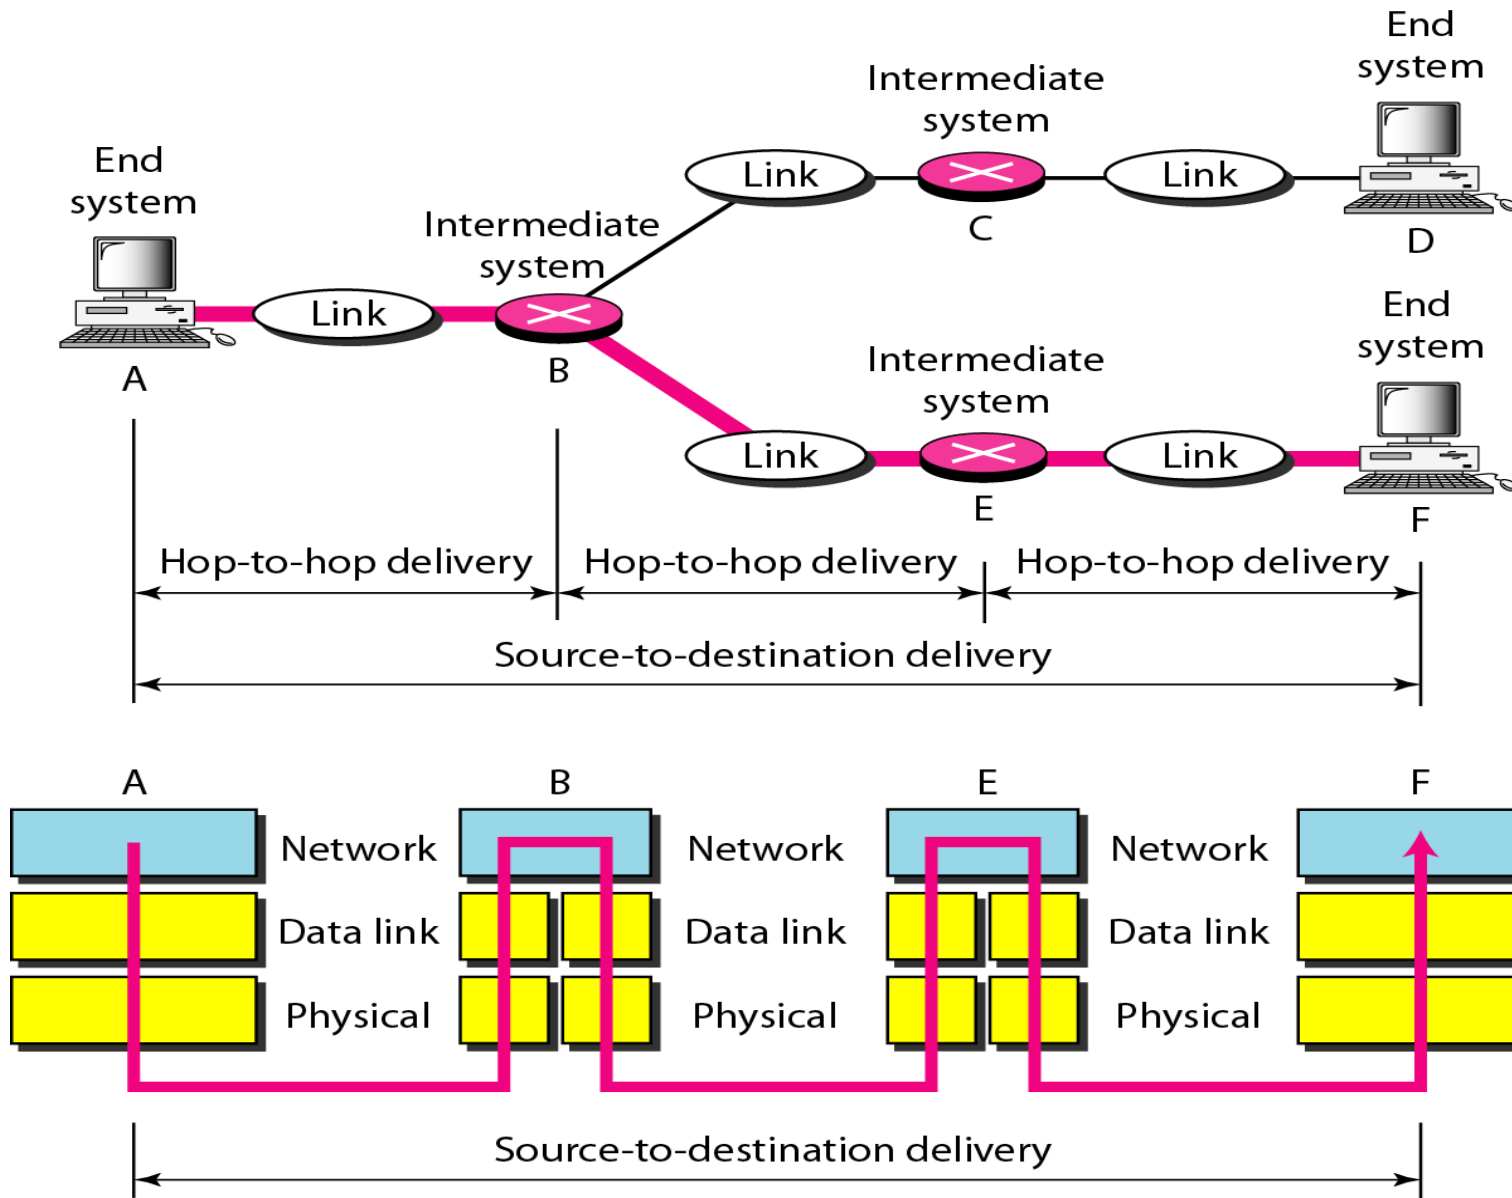 End
system
Intermediate
system
End
system
Link
C
Link
D
Intermediate
system
Link
B
A
End
system
Intermediate
system
Link
E
Link
F
Hop-to-hop delivery
Hop-to-hop delivery
Hop-to-hop delivery
Source-to-destination delivery
A
B
E
F
Network
Network
Network
Data link
Data link
Data link
Physical
Physical
Physical
Source-to-destination delivery